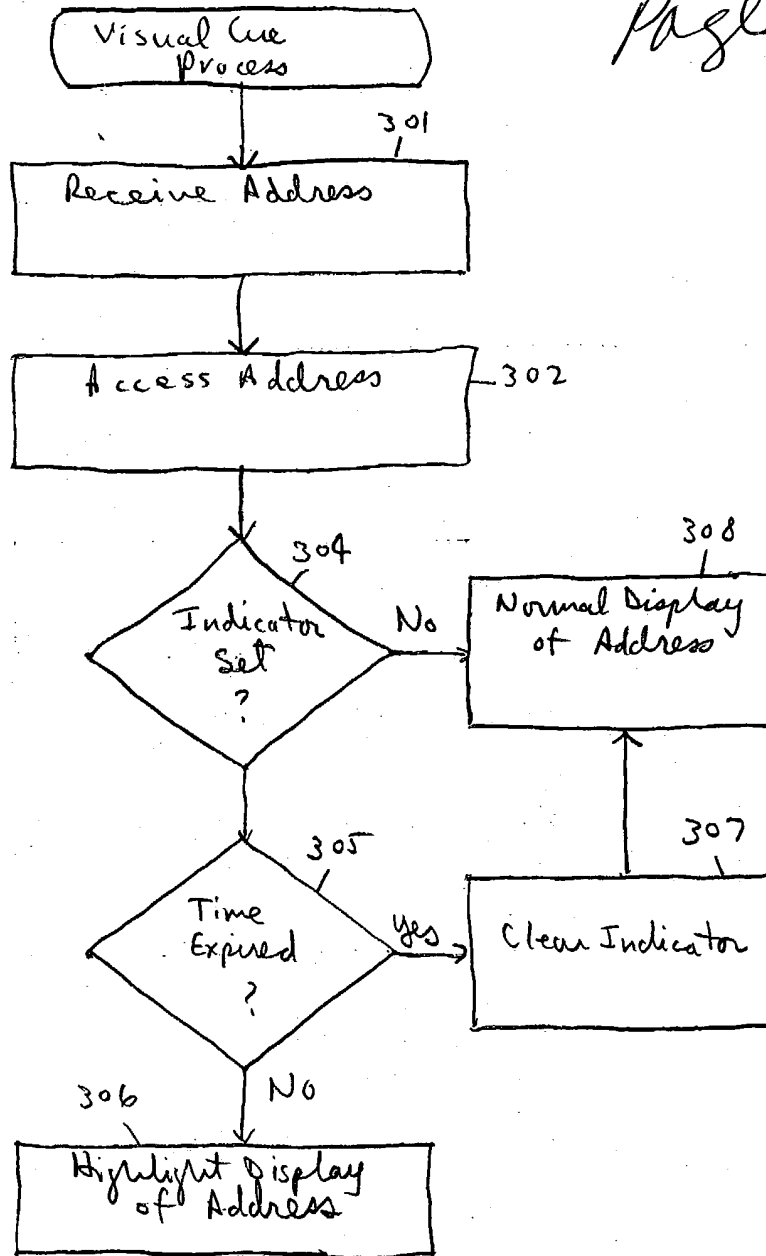 Page
Visual Cue
Process
301
Receive Address
Access Address
302
304
Indicator
Set
?
No
308
Normal Display
of Address
305
Time
Expired
?
Yes
307
Clear Indicator
No
306
Highlight Display
of Address